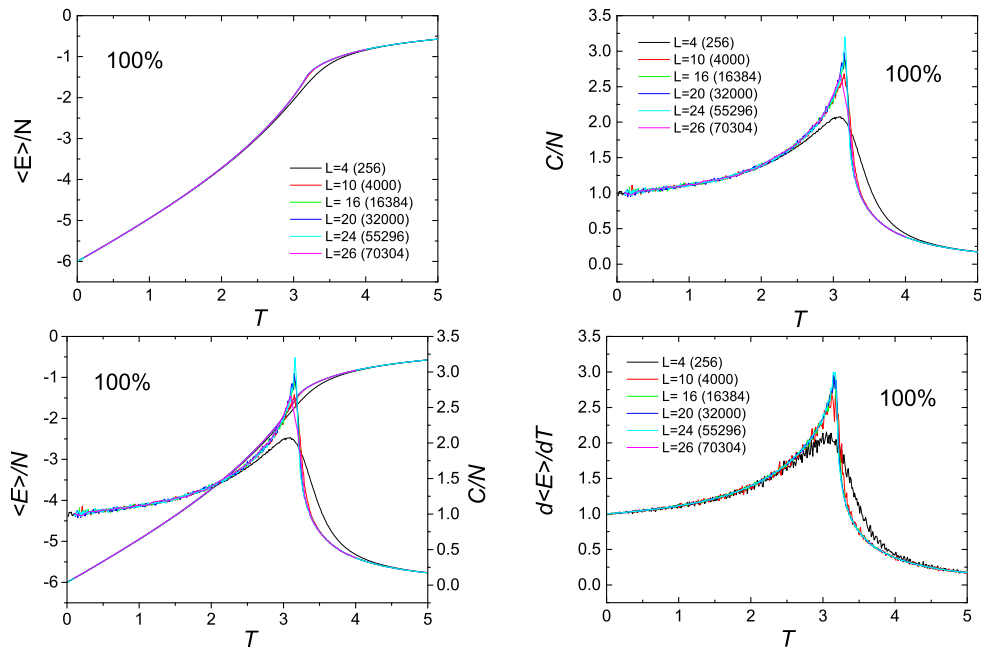 0
-1
-2
-3
-4
-5
-6
<E>/N
100%
L=4 (256)
L=10 (4000)
L= 16 (16384)
L=20 (32000)
L=24 (55296)
L=26 (70304)
0 1 2 3 4 5
T
3.5
3.0
2.5
2.0
1.5
1.0
0.5
0.0
C/N
L=4 (256)
L=10 (4000)
L= 16 (16384)
L=20 (32000)
L=24 (55296)
L=26 (70304)
100%
0 1 2 3 4 5
T
0
-1
-2
-3
-4
-5
-6
<E>/N
100%
3.5
3.0
2.5
2.0
1.5
1.0
0.5
0.0
C/N
0 1 2 3 4 5
T
3.5
3.0
2.5
2.0
1.5
1.0
0.5
0.0
d<E>/dT
L=4 (256)
L=10 (4000)
L= 16 (16384)
L=20 (32000)
L=24 (55296)
L=26 (70304)
100%
0 1 2 3 4 5
T